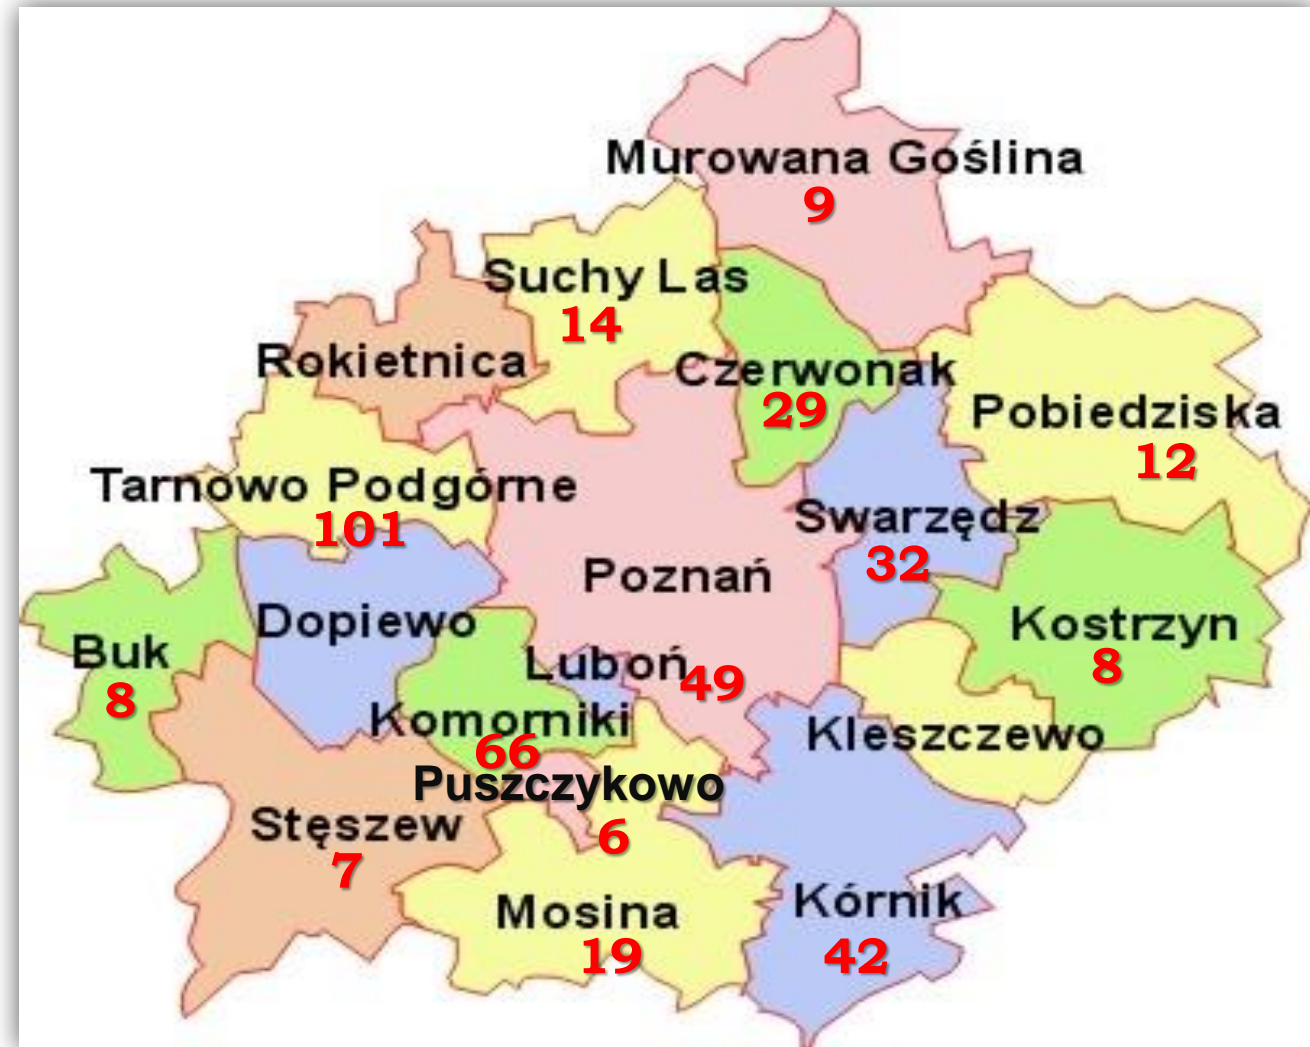 Murowana Goślina
9
Suchy Las
14
Rokietnica
Czerwonak
29
Pobiedziska
12
Tarnowo Podgórne
101
Swarzędz
32
Poznań
Dopiewo
Kostrzyn
8
Buk
8
Luboń
49
Komorniki
66
Kleszczewo
Puszczykowo
6
Stęszew
7
Mosina
19
Kórnik
42